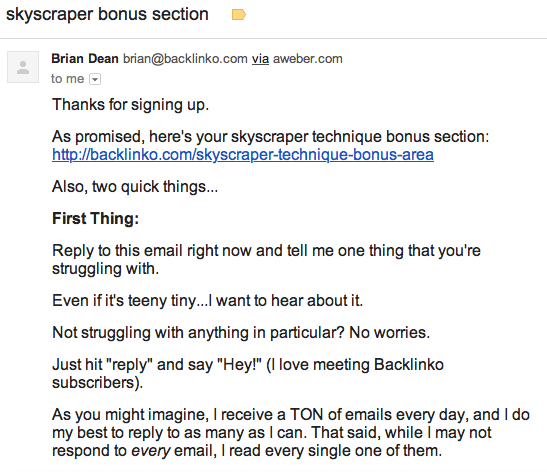 skyscraper bonus section
Brian Dean brian@backlinko.com via aweber.com
to me
Thanks for signing up.
As promised, here's your skyscraper technique bonus section:
http://backlinko.com/skyscraper-technique-bonus-area
Also, two quick things...
First Thing:
Reply to this email right now and tell me one thing that you're
struggling with.
Even if it's teeny tiny...I want to hear about it.
Not struggling with anything in particular? No worries.
Just hit "reply" and say "Hey!" (I love meeting Backlinko
subscribers).
As you might imagine, I receive a TON of emails every day, and I do
my best to reply to as many as I can. That said, while I may not
respond to every email, I read every single one of them.